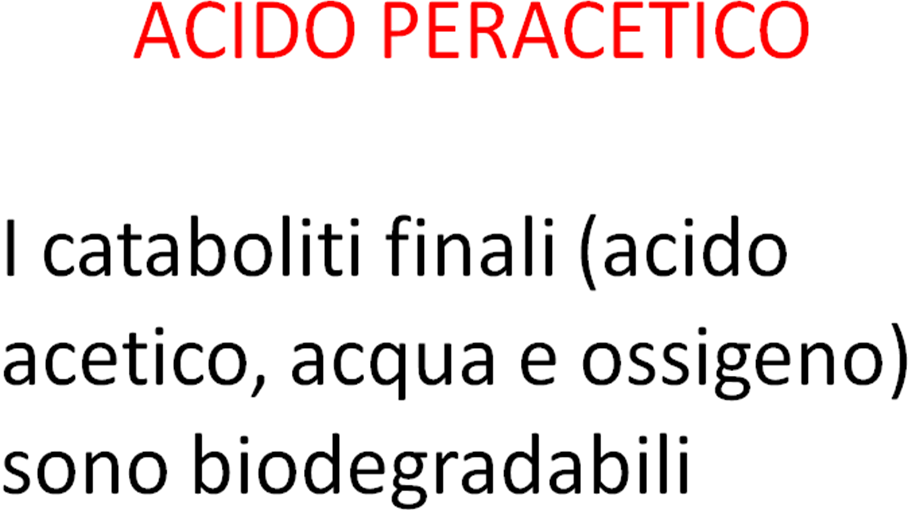 ACIDO PERACETICO
I cataboliti finali (acido
acetico, acqua e ossigeno)
sono biodegradabili